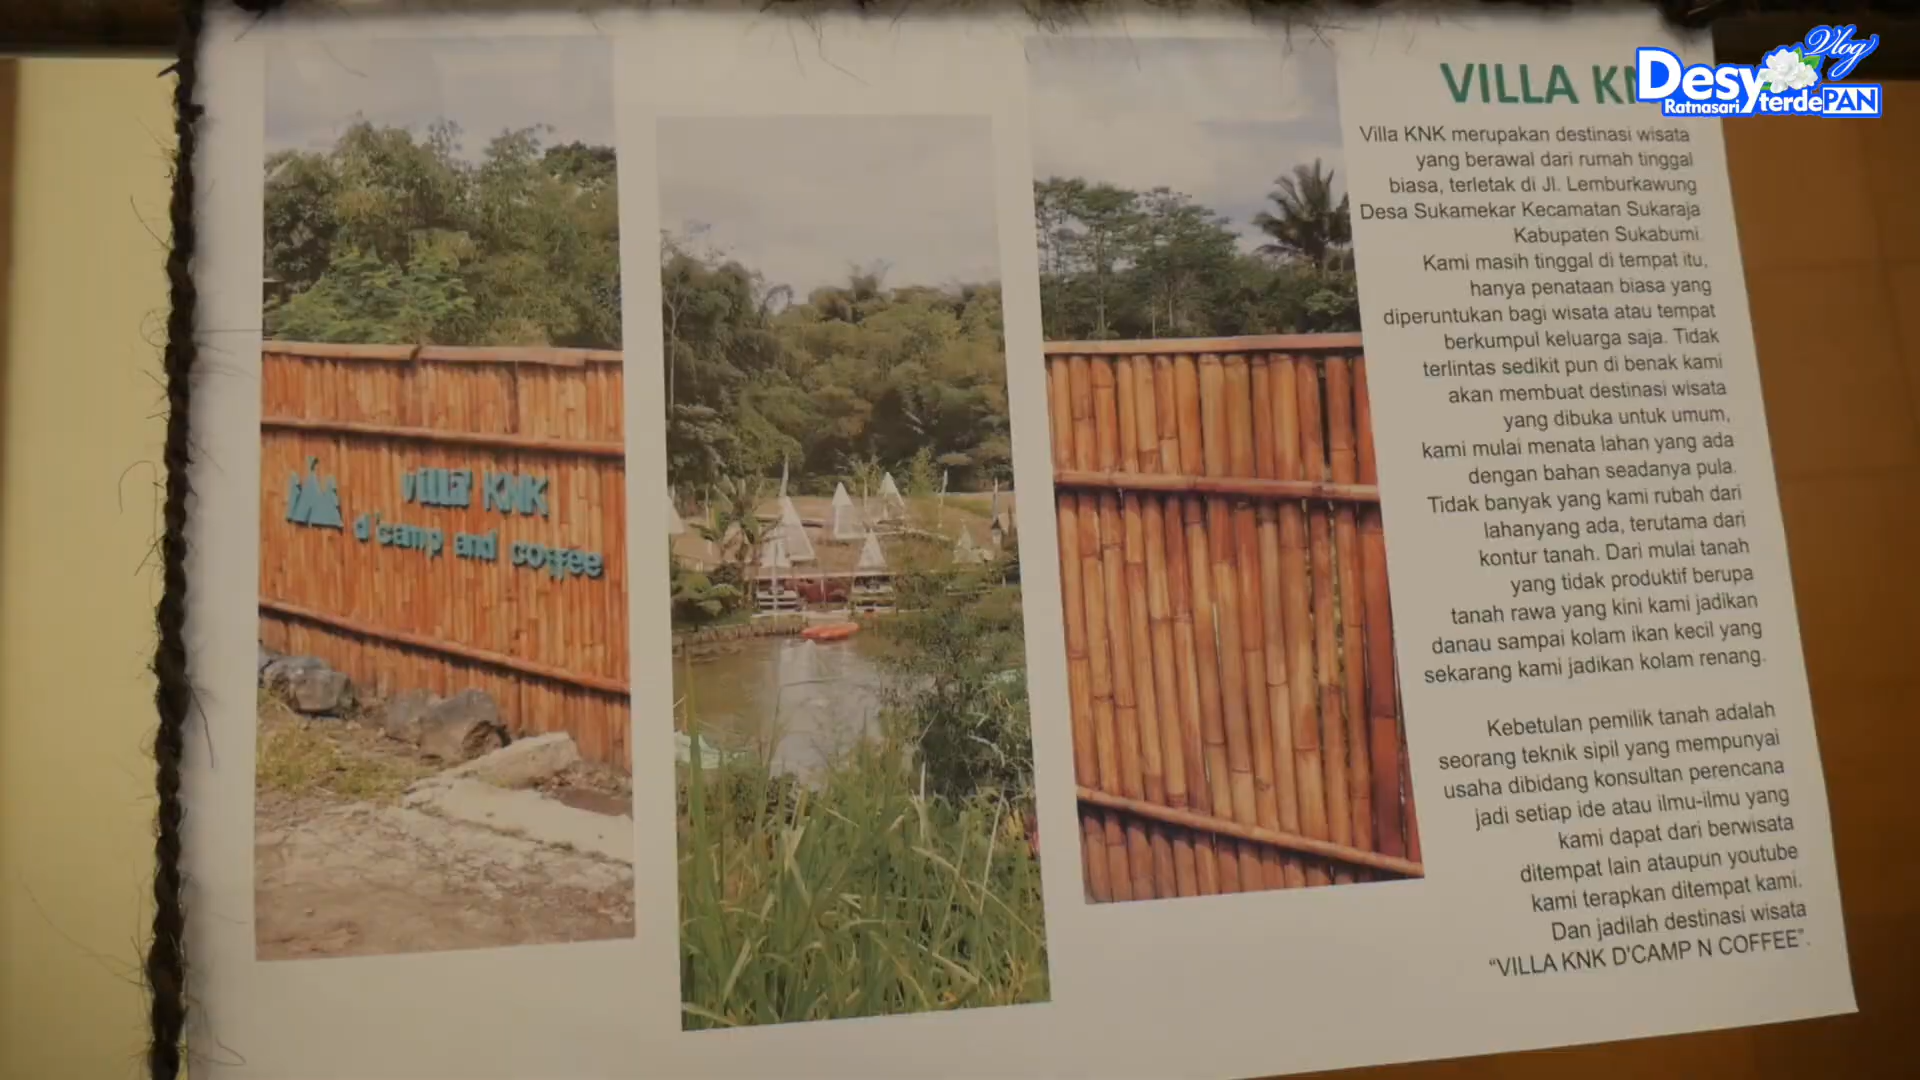 Vlog
Desy
Ratnasari
terdePAN
VILLA
Villa KNK merupakan destinasi wisata
yang berawal dari rumah tinggal
biasa, terletak di Jl. Lemburkawung
Desa Sukamekar Kecamatan Sukaraja
Kabupaten Sukabumi.
Kami masih tinggal di tempat itu,
hanya penataan biasa yang
diperuntukan bagi wisata atau tempat
berkumpul keluarga saja. Tidak
terlintas sedikit pun di benak kami
akan membuat destinasi wisata
yang dibuka untuk umum,
kami mulai menata lahan yang ada
dengan bahan seadanya pula.
Tidak banyak yang kami rubah dari
lahanyang ada, terutama dari
kontur tanah. Dari mulai tanah
yang tidak produktif berupa
tanah rawa yang kini kami jadikan
danau sampai kolam ikan kecil yang
sekarang kami jadikan kolam renang.
Kebetulan pemilik tanah adalah
seorang teknik sipil yang mempunyai
usaha dibidang konsultan perencana
jadi setiap ide atau ilmu-ilmu yang
kami dapat dari berwisata
ditempat lain ataupun youtube
kami terapkan ditempat kami.
Dan jadilah destinasi wisata
“VILLA KNK D'CAMP N COFFEE”.
villa KNK
d'camp and coffee